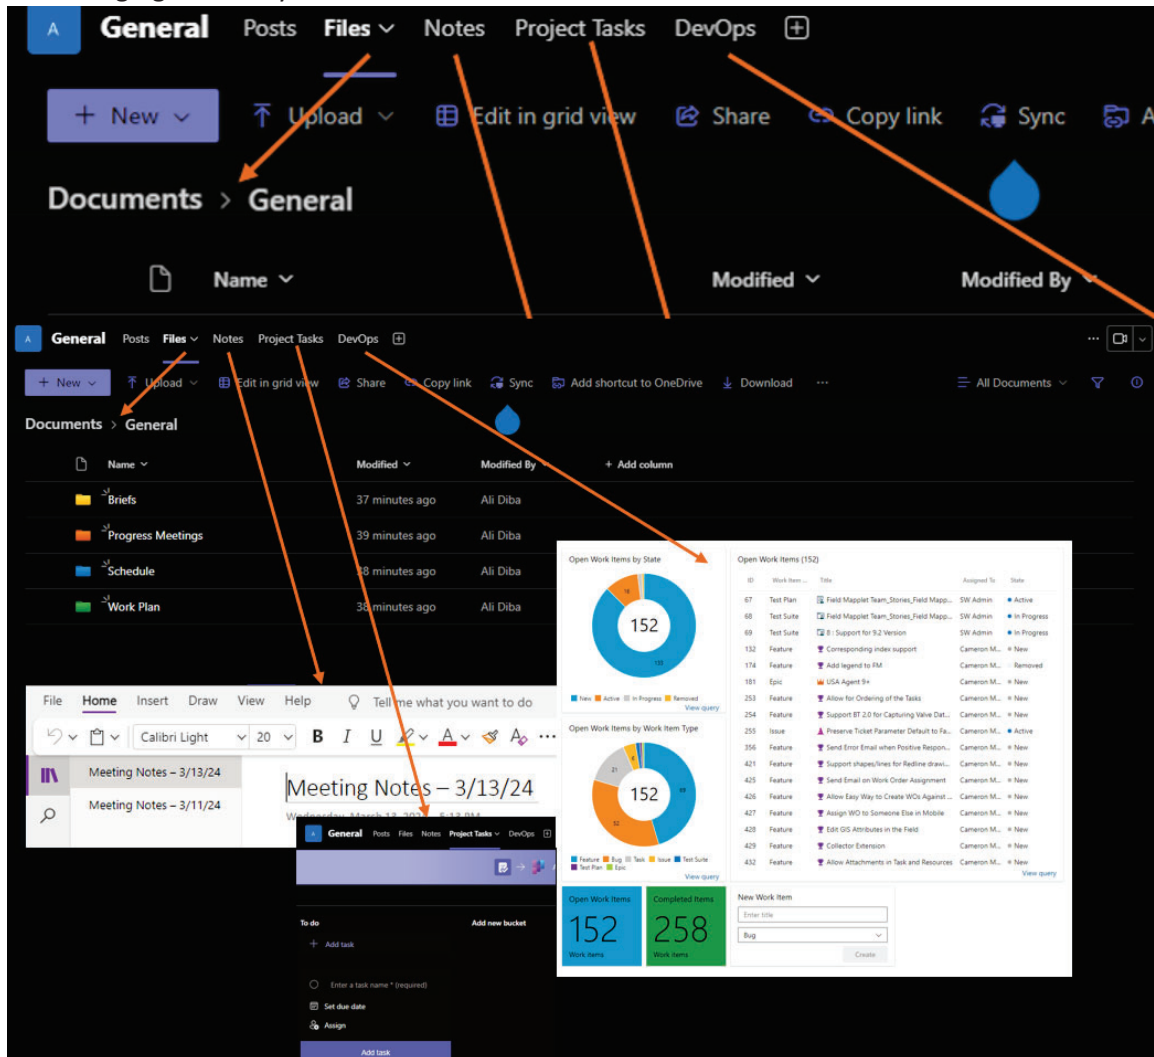 A General Posts Files Notes Project Tasks DevOps
+ New Upload Edit in grid view Share Copy link Sync A
Documents > General
Name Modified Modified By
A General Posts Files Notes Project Tasks DevOps
+ New Upload Edit in grid view Share Copy link Sync Add shortcut to OneDrive Download ... All Documents
Documents > General
Name Modified Modified By + Add column
Briefs 37 minutes ago Ali Diba
Progress Meetings 39 minutes ago Ali Diba
Schedule 38 minutes ago Ali Diba
Work Plan 38 minutes ago Ali Diba
File Home Insert Draw View Help Tell me what you want to do
Calibri Light 20 B I U A A ...
Meeting Notes – 3/13/24
Meeting Notes – 3/11/24
Meeting Notes – 3/13/24
Wednesday, March 13, 5:13 PM
A General Posts Files Notes Project Tasks DevOps
To do Add new bucket
+ Add task
Enter a task name * (required)
Set due date
Assign
Add task
Open Work Items by State
152
New Active In Progress Removed
View query
Open Work Items by Work Item Type
21
152
52
Feature Bug Task Issue Test Suite
Test Plan Epic
View query
Open Work Items (152)
ID Work Item ... Title Assigned To State
67 Test Plan Field Mapplet Team_Stories_Field Mapp... SW Admin Active
68 Test Suite Field Mapplet Team_Stories_Field Mapp... SW Admin In Progress
69 Test Suite 8 : Support for 9.2 Version SW Admin In Progress
132 Feature Corresponding index support Cameron M... New
174 Feature Add legend to FM Cameron M... Removed
181 Epic USA Agent 9+ Cameron M... New
253 Feature Allow for Ordering of the Tasks Cameron M... New
254 Feature Support BT 2.0 for Capturing Valve Dat... Cameron M... New
255 Issue Preserve Ticket Parameter Default to Fa... Cameron M... Active
356 Feature Send Error Email when Positive Respon... Cameron M... New
421 Feature Support shapes/lines for Redline drawi... Cameron M... New
425 Feature Send Email on Work Order Assignment Cameron M... New
426 Feature Allow Easy Way to Create WOs Against ... Cameron M... New
427 Feature Assign WO to Someone Else in Mobile Cameron M... New
428 Feature Edit GIS Attributes in the Field Cameron M... New
429 Feature Collector Extension Cameron M... New
432 Feature Allow Attachments in Task and Resources Cameron M... New
View query
Open Work Items
152
Work items
Completed Items
258
Work items
New Work Item
Enter title
Bug
Create